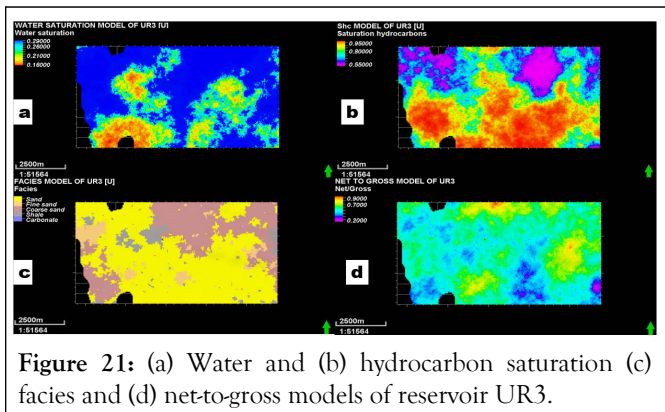 WATER SATURATION MODEL OF UR3 [U]
Water saturation
0.29000
0.26000
0.21000
0.16000
a
2500m
1:51564
Shc MODEL OF UR3 [U]
Saturation hydrocarbons
0.95000
0.80000
0.55000
b
2500m
1:51564
FACIES MODEL OF UR3 [U]
Facies
Sand
Fine sand
Coarse sand
Shale
Carbonate
c
2500m
1:51564
NET TO GROSS MODEL OF UR3
Net/Gross
0.9000
0.7000
0.2000
d
2500m
1:51564
Figure 21: (a) Water and (b) hydrocarbon saturation (c)
facies and (d) net-to-gross models of reservoir UR3.